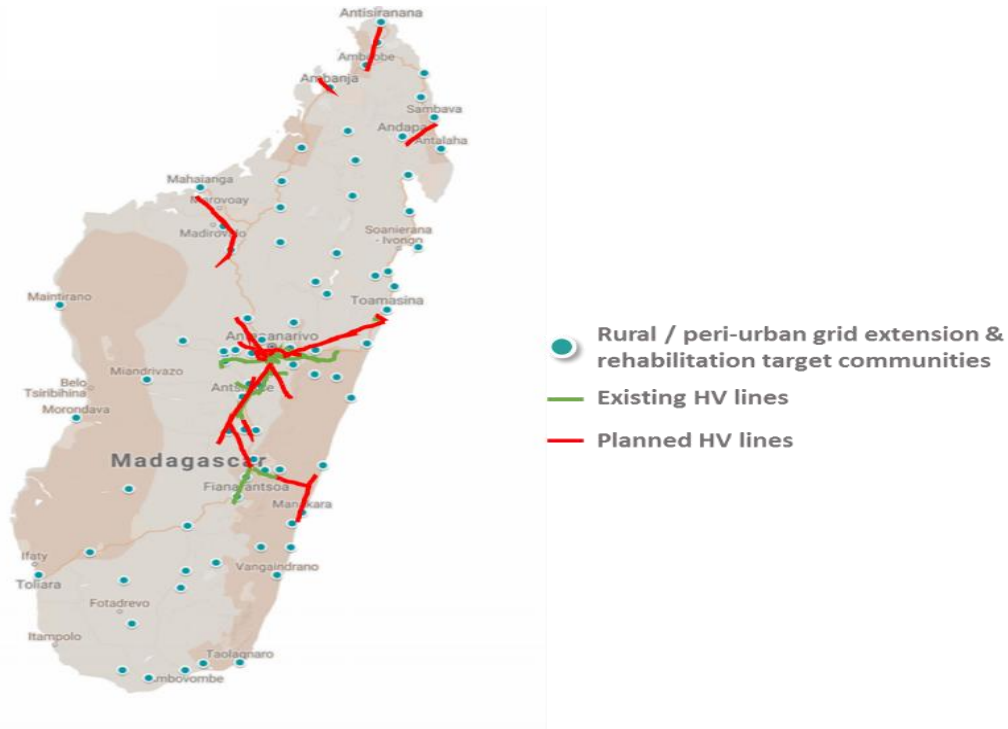 Antisiranana
Ambilobe
Ambanja
Sambava
Andapa
Antalaha
Mahajanga
Marovoay
Madirovalo
Soanierana
- Ivongo
Maintirano
Toamasina
Antananarivo
Miandrivazo
Belo
Tsiribihina
Antsirabe
Morondava
Madagascar
Fianarantsoa
Manakara
Ifaty
Vangaindrano
Toliara
Fotadrevo
Itampolo
Taolagnaro
Ambovombe
Rural / peri-urban grid extension &
rehabilitation target communities
Existing HV lines
Planned HV lines